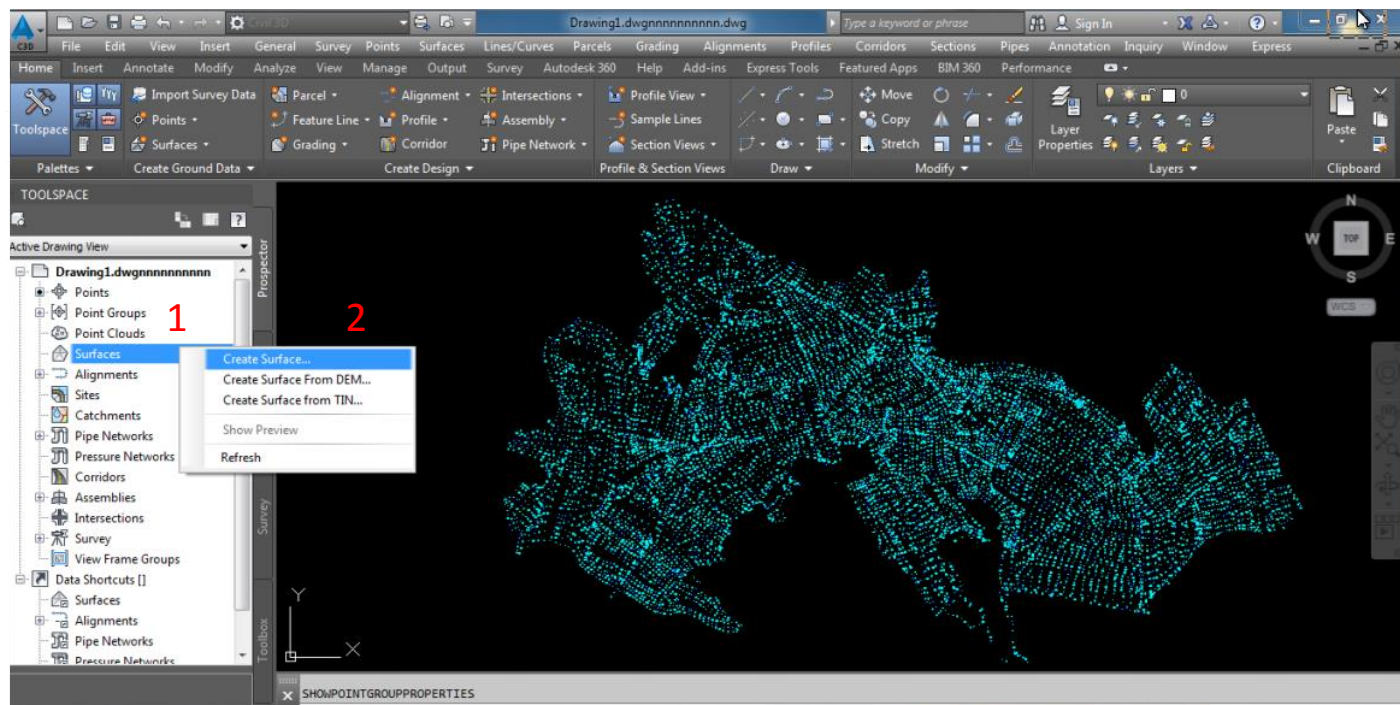 Civil 3D Drawing1.dwgnnnnnnnnnn.dwg Type a keyword or phrase Sign In
C3D File Edit View Insert General Survey Points Surfaces Lines/Curves Parcels Grading Alignments Profiles Corridors Sections Pipes Annotation Inquiry Window Express
Home Insert Annotate Modify Analyze View Manage Output Survey Autodesk 360 Help Add-ins Express Tools Featured Apps BIM 360 Performance
Import Survey Data Parcel Alignment Intersections Profile View Move 0
Toolspace Points Feature Line Profile Assembly Sample Lines Copy Layer Properties Paste
Surfaces Grading Corridor Pipe Network Section Views Stretch
Palettes Create Ground Data Create Design Profile & Section Views Draw Modify Layers Clipboard
TOOLSPACE
?
Active Drawing View
Prospector
Survey
Toolbox
Drawing1.dwgnnnnnnnnnn
Points
Point Groups
Point Clouds
Surfaces
Alignments
Sites
Catchments
Pipe Networks
Pressure Networks
Corridors
Assemblies
Intersections
Survey
View Frame Groups
Data Shortcuts []
Surfaces
Alignments
Pipe Networks
Pressure Networks
1
2
Create Surface...
Create Surface From DEM...
Create Surface from TIN...
Show Preview
Refresh
N
W TOP E
S
WCS
Y
X
SHOWPOINTGROUPPROPERTIES